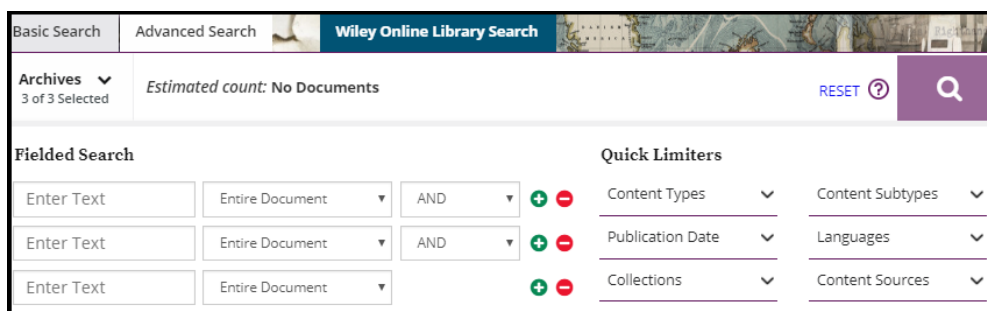 Basic Search
Advanced Search
Wiley Online Library Search
Archives
3 of 3 Selected
Estimated count: No Documents
RESET ?
Fielded Search
Quick Limiters
Enter Text Entire Document AND
Content Types Content Subtypes
Enter Text Entire Document AND
Publication Date Languages
Enter Text Entire Document
Collections Content Sources